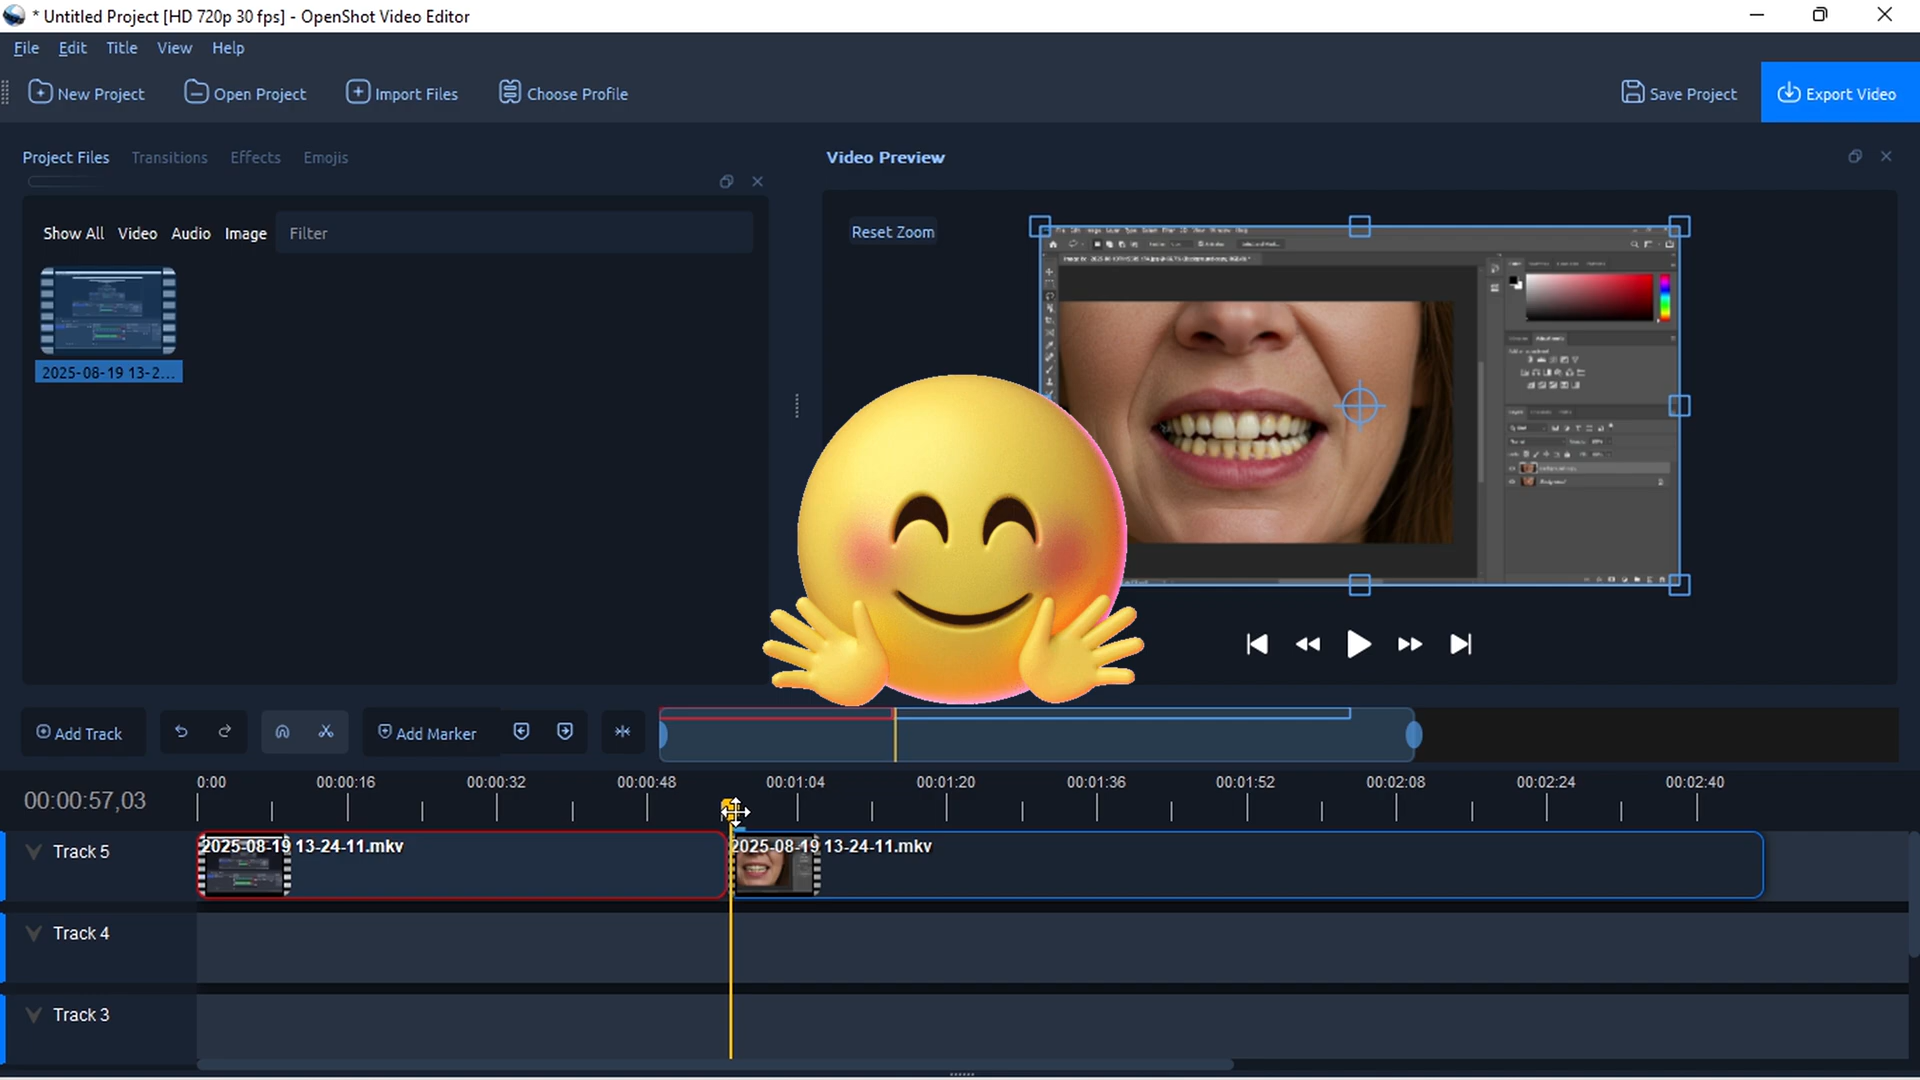 * Untitled Project [HD 720p 30 fps] - OpenShot Video Editor
File Edit Title View Help
New Project Open Project Import Files Choose Profile Save Project Export Video
Project Files Transitions Effects Emojis
Video Preview
Show All Video Audio Image Filter
Reset Zoom
2025-08-19 13-2...
Add Track Add Marker
00:00:57,03
0:00 00:00:16 00:00:32 00:00:48 00:01:04 00:01:20 00:01:36 00:01:52 00:02:08 00:02:24 00:02:40
Track 5
2025-08-19 13-24-11.mkv 2025-08-19 13-24-11.mkv
Track 4
Track 3